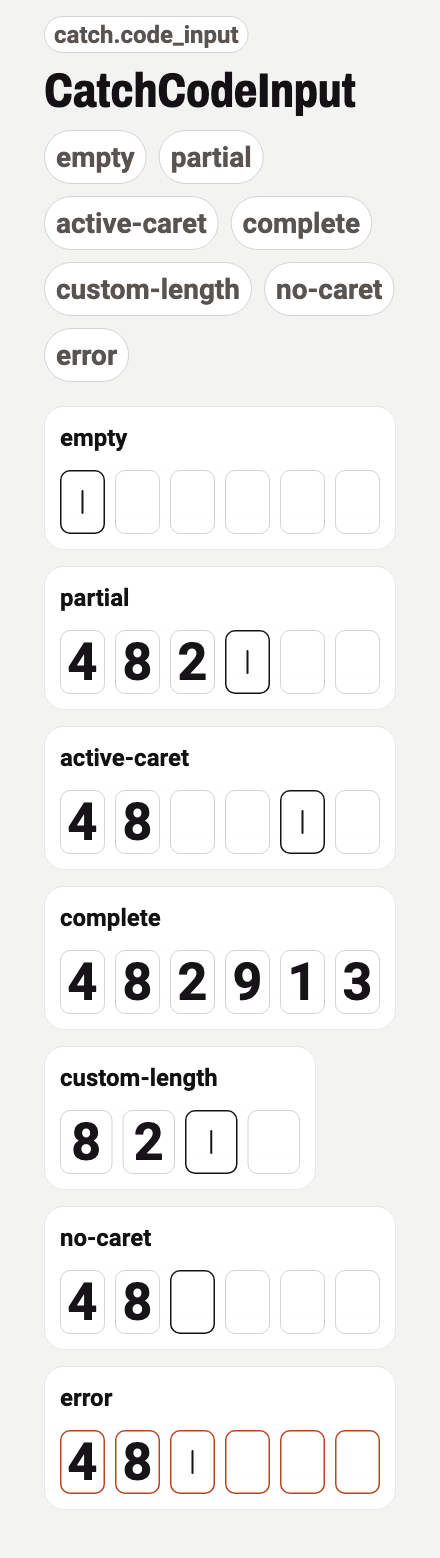 catch.code_input
CatchCodeInput
empty partial
active-caret complete
custom-length no-caret
error
empty
partial
4 8 2
active-caret
4 8
complete
4 8 2 9 1 3
custom-length
8 2
no-caret
4 8
error
4 8